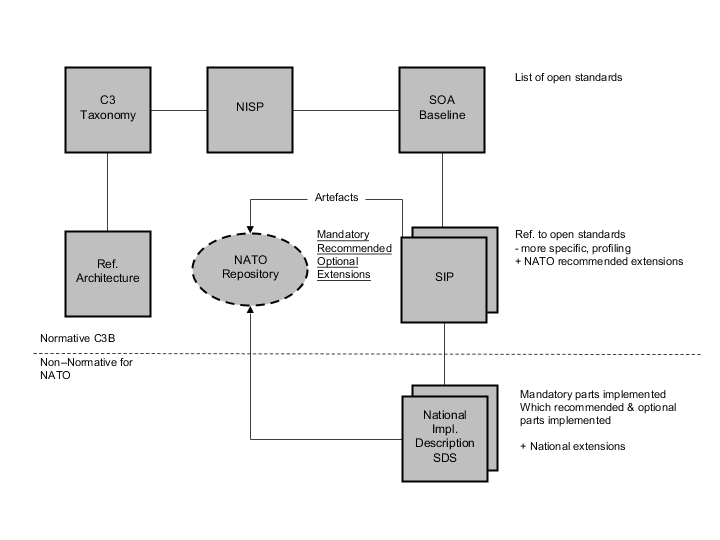 C3
Taxonomy
NISP
SOA
Baseline
List of open standards
Artefacts
Ref.
Architecture
NATO
Repository
Mandatory
Recommended
Optional
Extensions
SIP
Ref. to open standards
- more specific, profiling
+ NATO recommended extensions
Normative C3B
Non–Normative for
NATO
National
Impl.
Description
SDS
Mandatory parts implemented
Which recommended & optional
parts implemented
+ National extensions